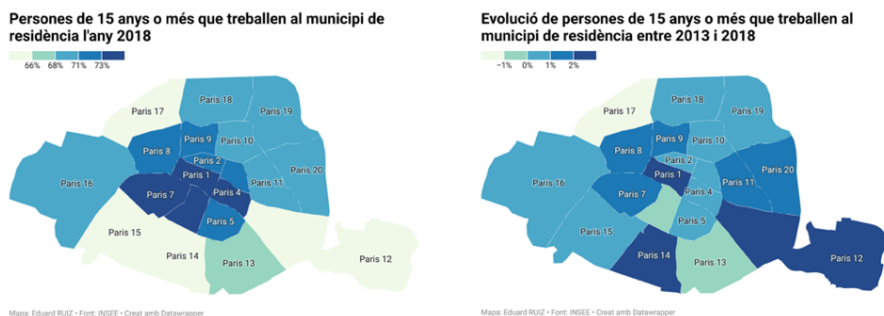 Persones de 15 anys o més que treballen al municipi de
residència l'any 2018
66% 68% 71% 73%
Paris 18
Paris 17
Paris 19
Paris 9
Paris 10
Paris 8
Paris 2
Paris 20
Paris 1
Paris 16
Paris 11
Paris 7
Paris 4
Paris 5
Paris 15
Paris 14
Paris 13
Paris 12
Mapa: Eduard RUIZ • Font: INSEE • Creat amb Datawrapper
Evolució de persones de 15 anys o més que treballen al
municipi de residència entre 2013 i 2018
−1% 0% 1% 2%
Paris 18
Paris 17
Paris 19
Paris 9
Paris 10
Paris 8
Paris 2
Paris 20
Paris 1
Paris 11
Paris 16
Paris 7
Paris 4
Paris 5
Paris 15
Paris 14
Paris 13
Paris 12
Mapa: Eduard RUIZ • Font: INSEE • Creat amb Datawrapper